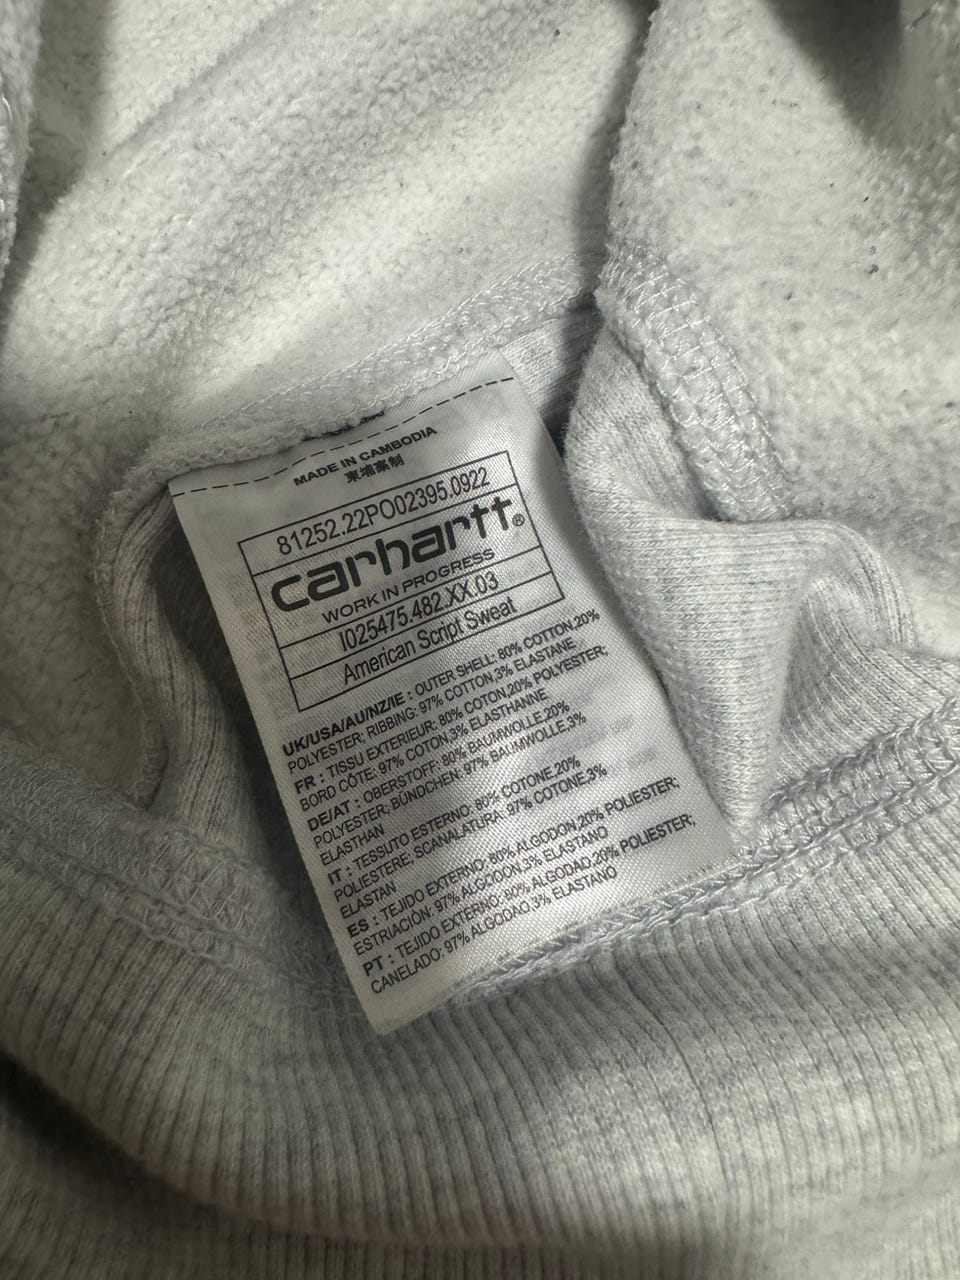 MADE IN CAMBODIA
柬埔寨制
81252.22PO02395.0922
carhartt®
WORK IN PROGRESS
I025475.482.XX.03
American Script Sweat
UK/USA/AU/NZ/IE : OUTER SHELL: 80% COTTON,20%
POLYESTER; RIBBING: 97% COTTON,3% ELASTANE
FR : TISSU EXTERIEUR: 80% COTON,20% POLYESTER;
BORD CÔTE: 97% COTON,3% ELASTHANNE
DE/AT : OBERSTOFF: 80% BAUMWOLLE,20%
POLYESTER; BÜNDCHEN: 97% BAUMWOLLE,3%
ELASTHAN
IT : TESSUTO ESTERNO: 80% COTONE,20%
POLIESTERE; SCANALATURA: 97% COTONE,3%
ELASTAN
ES : TEJIDO EXTERNO: 80% ALGODON,20% POLIESTER;
ESTRIACIÓN: 97% ALGODON,3% ELASTANO
PT : TEJIDO EXTERNO: 80% ALGODAO,20% POLIESTER;
CANELADO: 97% ALGODAO,3% ELASTANO